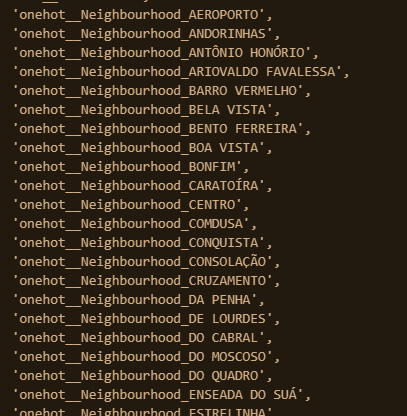 'onehot__Neighbourhood_AEROPORTO',
'onehot__Neighbourhood_ANDORINHAS',
'onehot__Neighbourhood_ANTÔNIO HONÓRIO',
'onehot__Neighbourhood_ARIOVALDO FAVALESSA',
'onehot__Neighbourhood_BARRO VERMELHO',
'onehot__Neighbourhood_BELA VISTA',
'onehot__Neighbourhood_BENTO FERREIRA',
'onehot__Neighbourhood_BOA VISTA',
'onehot__Neighbourhood_BONFIM',
'onehot__Neighbourhood_CARATOÍRA',
'onehot__Neighbourhood_CENTRO',
'onehot__Neighbourhood_COMDUSA',
'onehot__Neighbourhood_CONQUISTA',
'onehot__Neighbourhood_CONSOLAÇÃO',
'onehot__Neighbourhood_CRUZAMENTO',
'onehot__Neighbourhood_DA PENHA',
'onehot__Neighbourhood_DE LOURDES',
'onehot__Neighbourhood_DO CABRAL',
'onehot__Neighbourhood_DO MOSCOSO',
'onehot__Neighbourhood_DO QUADRO',
'onehot__Neighbourhood_ENSEADA DO SUÁ',
'onehot__Neighbourhood_ESTRELINHA'